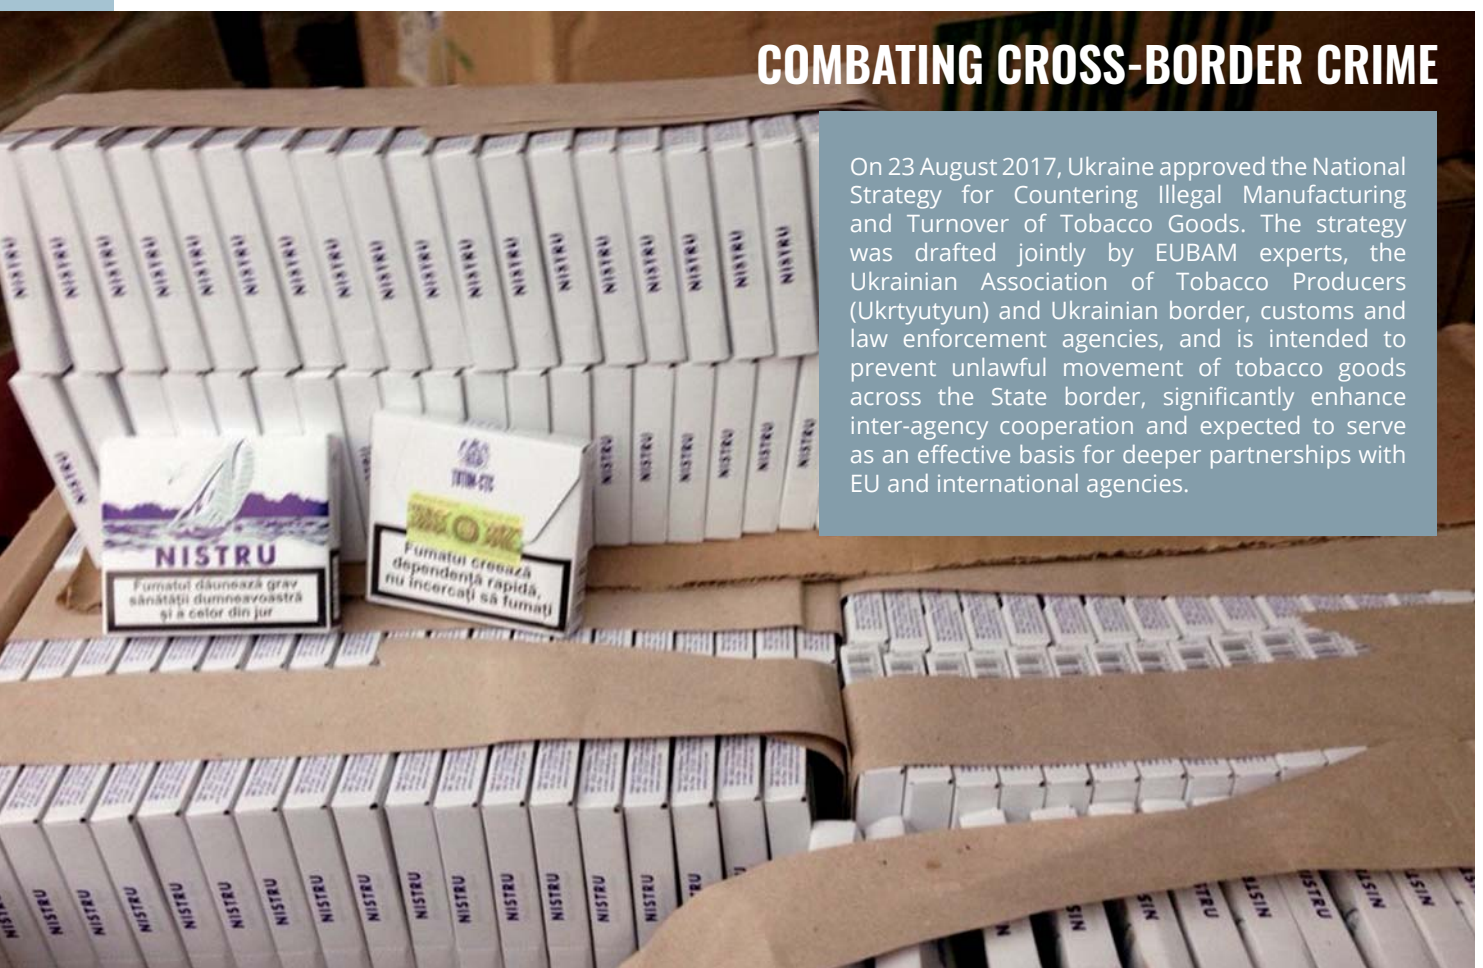 COMBATING CROSS-BORDER CRIME
On 23 August 2017, Ukraine approved the National
Strategy for Countering Illegal Manufacturing
and Turnover of Tobacco Goods. The strategy
was drafted jointly by EUBAM experts, the
Ukrainian Association of Tobacco Producers
(Ukrtyutyun) and Ukrainian border, customs and
law enforcement agencies, and is intended to
prevent unlawful movement of tobacco goods
across the State border, significantly enhance
inter-agency cooperation and expected to serve
as an effective basis for deeper partnerships with
EU and international agencies.
NISTRU
Fumatul dăunează grav
sănătății dumneavoastră
și a celor din jur
TUTUN-CTC
Fumatul creează
dependență rapidă,
nu încercați să fumați